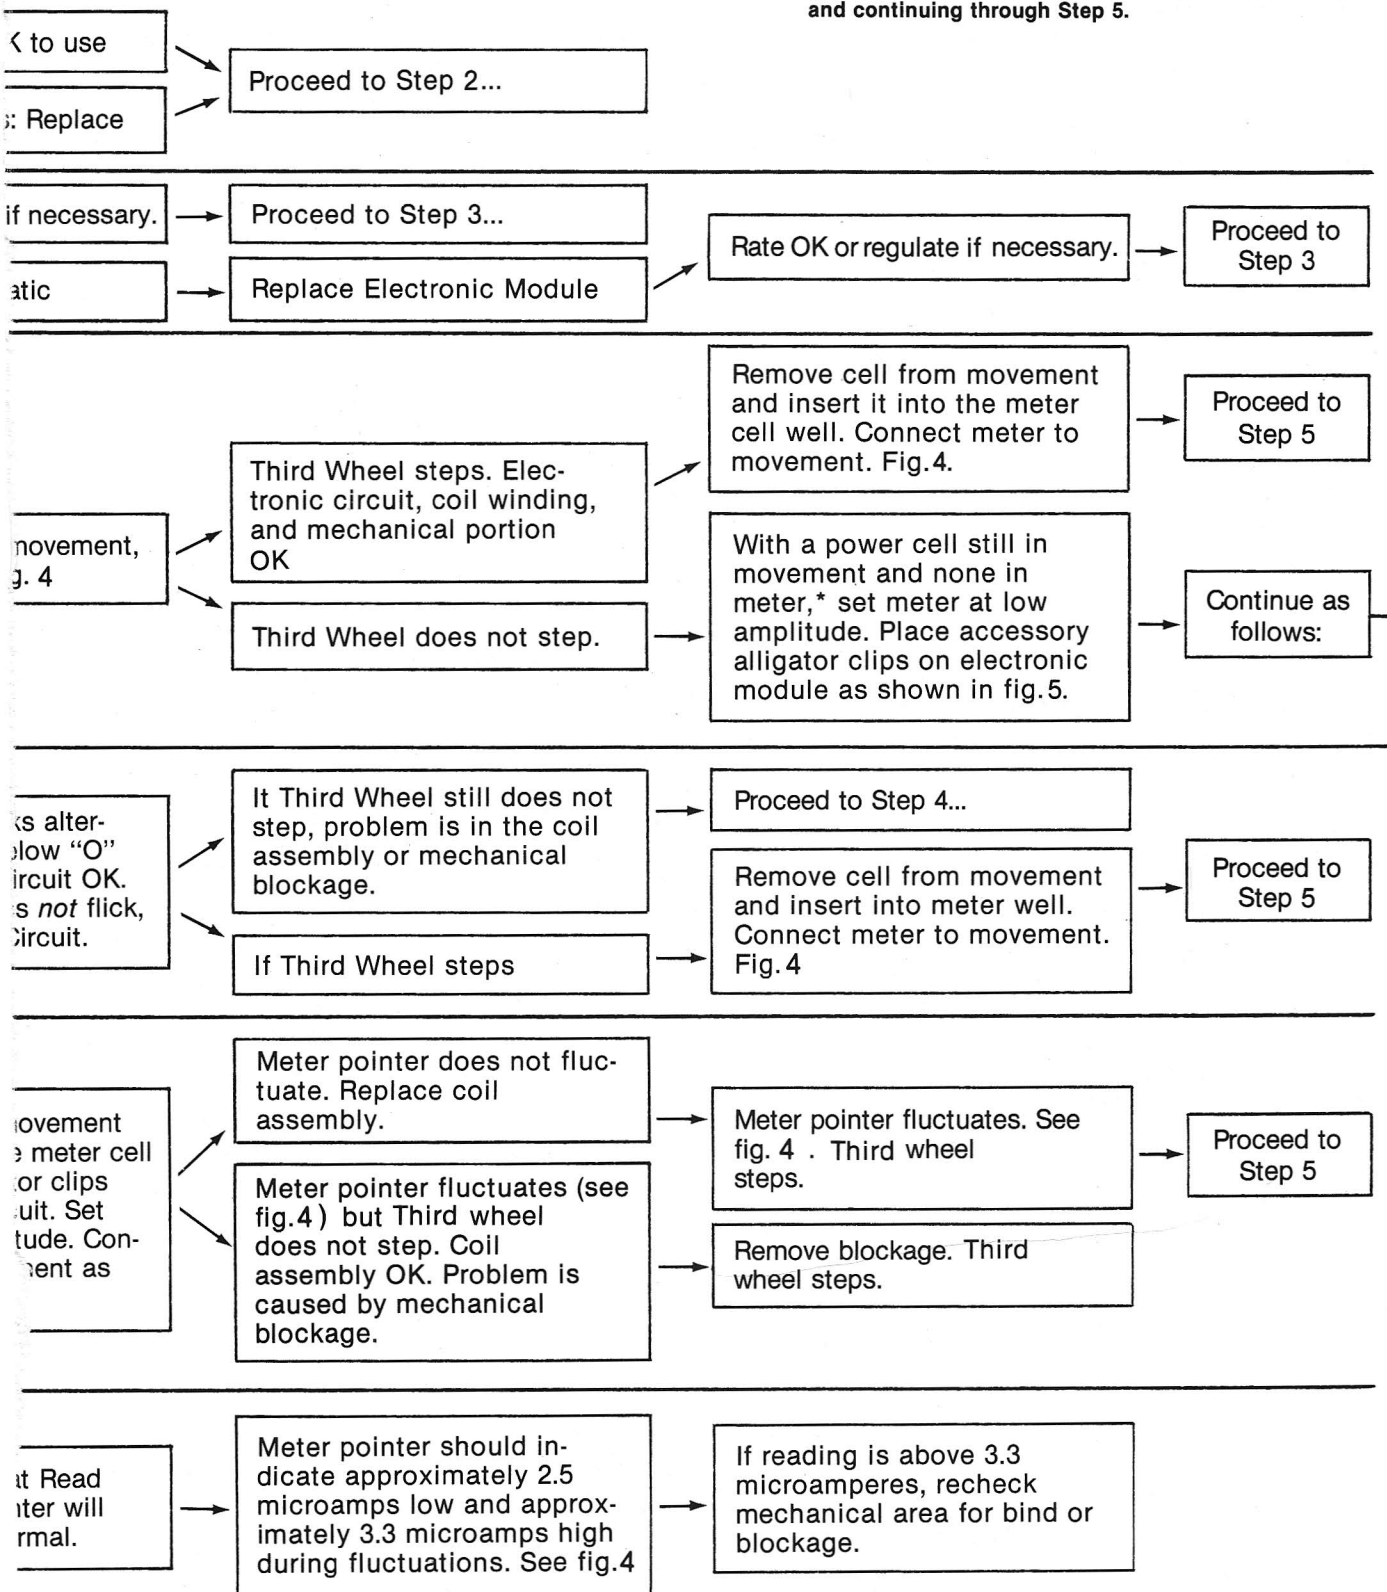 and continuing through Step 5.
K to use
Proceed to Step 2...
s: Replace
if necessary.
Proceed to Step 3...
Rate OK or regulate if necessary.
Proceed to
Step 3
atic
Replace Electronic Module
Remove cell from movement
and insert it into the meter
cell well. Connect meter to
movement. Fig.4.
Proceed to
Step 5
Third Wheel steps. Elec-
tronic circuit, coil winding,
and mechanical portion
OK
movement,
g. 4
Third Wheel does not step.
With a power cell still in
movement and none in
meter,* set meter at low
amplitude. Place accessory
alligator clips on electronic
module as shown in fig.5.
Continue as
follows:
ks alter-
elow “O”
ircuit OK.
s not flick,
Circuit.
It Third Wheel still does not
step, problem is in the coil
assembly or mechanical
blockage.
If Third Wheel steps
Proceed to Step 4...
Remove cell from movement
and insert into meter well.
Connect meter to movement.
Fig.4
Proceed to
Step 5
movement
e meter cell
or clips
uit. Set
tude. Con-
ment as
Meter pointer does not fluc-
tuate. Replace coil
assembly.
Meter pointer fluctuates (see
fig.4) but Third wheel
does not step. Coil
assembly OK. Problem is
caused by mechanical
blockage.
Meter pointer fluctuates. See
fig. 4 . Third wheel
steps.
Proceed to
Step 5
Remove blockage. Third
wheel steps.
at Read
nter will
rmal.
Meter pointer should in-
dicate approximately 2.5
microamps low and approx-
imately 3.3 microamps high
during fluctuations. See fig.4
If reading is above 3.3
microamperes, recheck
mechanical area for bind or
blockage.